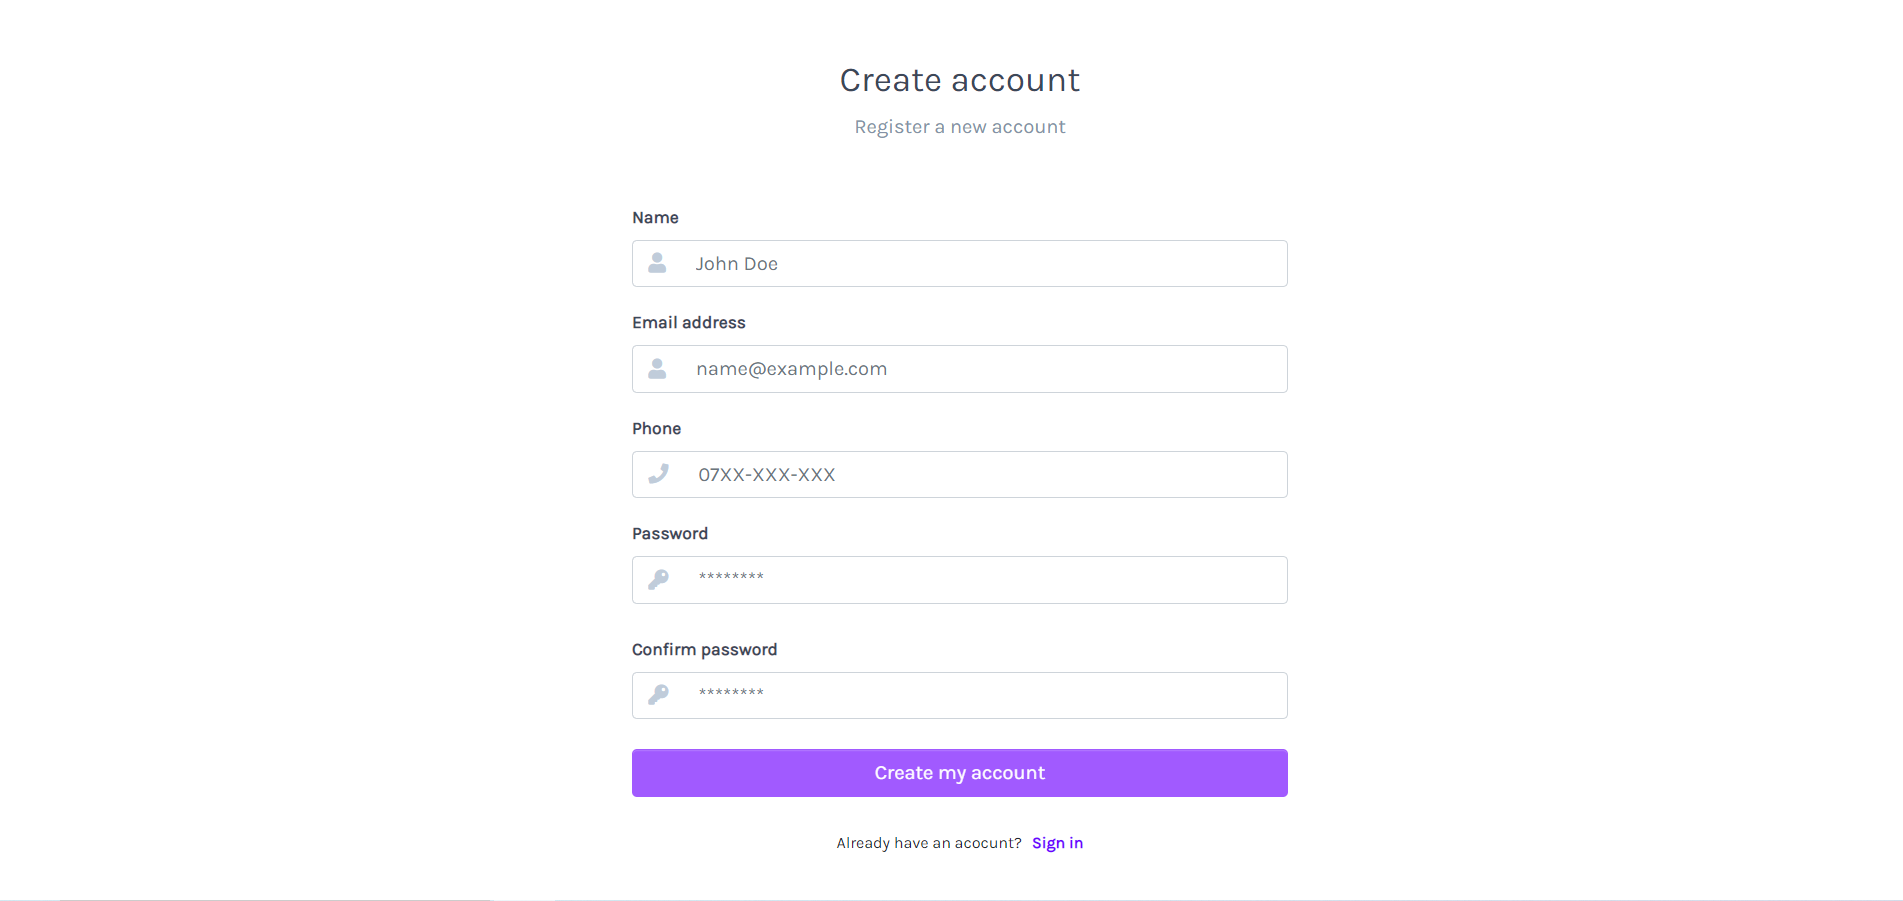 Create account
Register a new account
Name
John Doe
Email address
name@example.com
Phone
07XX-XXX-XXX
Password
********
Confirm password
********
Create my account
Already have an acocunt? Sign in